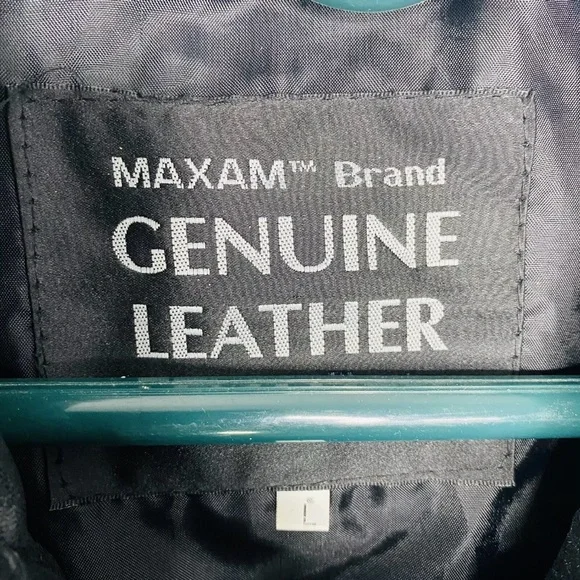 MAXAM™ Brand
GENUINE
LEATHER
L